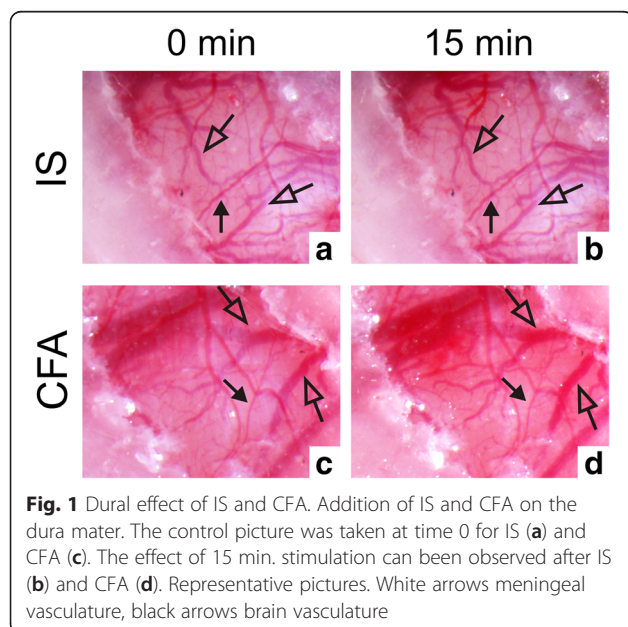 0 min 15 min
IS
a b
CFA
c d
Fig. 1 Dural effect of IS and CFA. Addition of IS and CFA on the
dura mater. The control picture was taken at time 0 for IS (a) and
CFA (c). The effect of 15 min. stimulation can been observed after IS
(b) and CFA (d). Representative pictures. White arrows meningeal
vasculature, black arrows brain vasculature